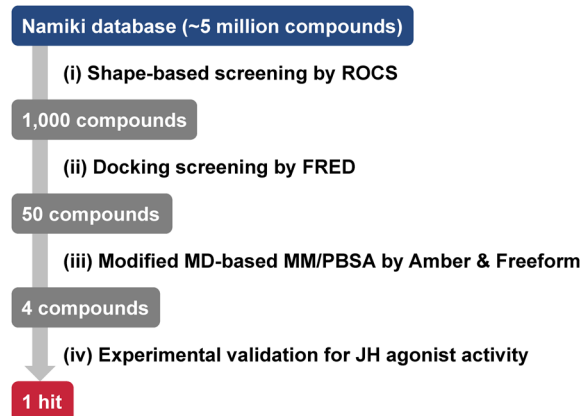 Namiki database (~5 million compounds)
(i) Shape-based screening by ROCS
1,000 compounds
(ii) Docking screening by FRED
50 compounds
(iii) Modified MD-based MM/PBSA by Amber & Freeform
4 compounds
(iv) Experimental validation for JH agonist activity
1 hit